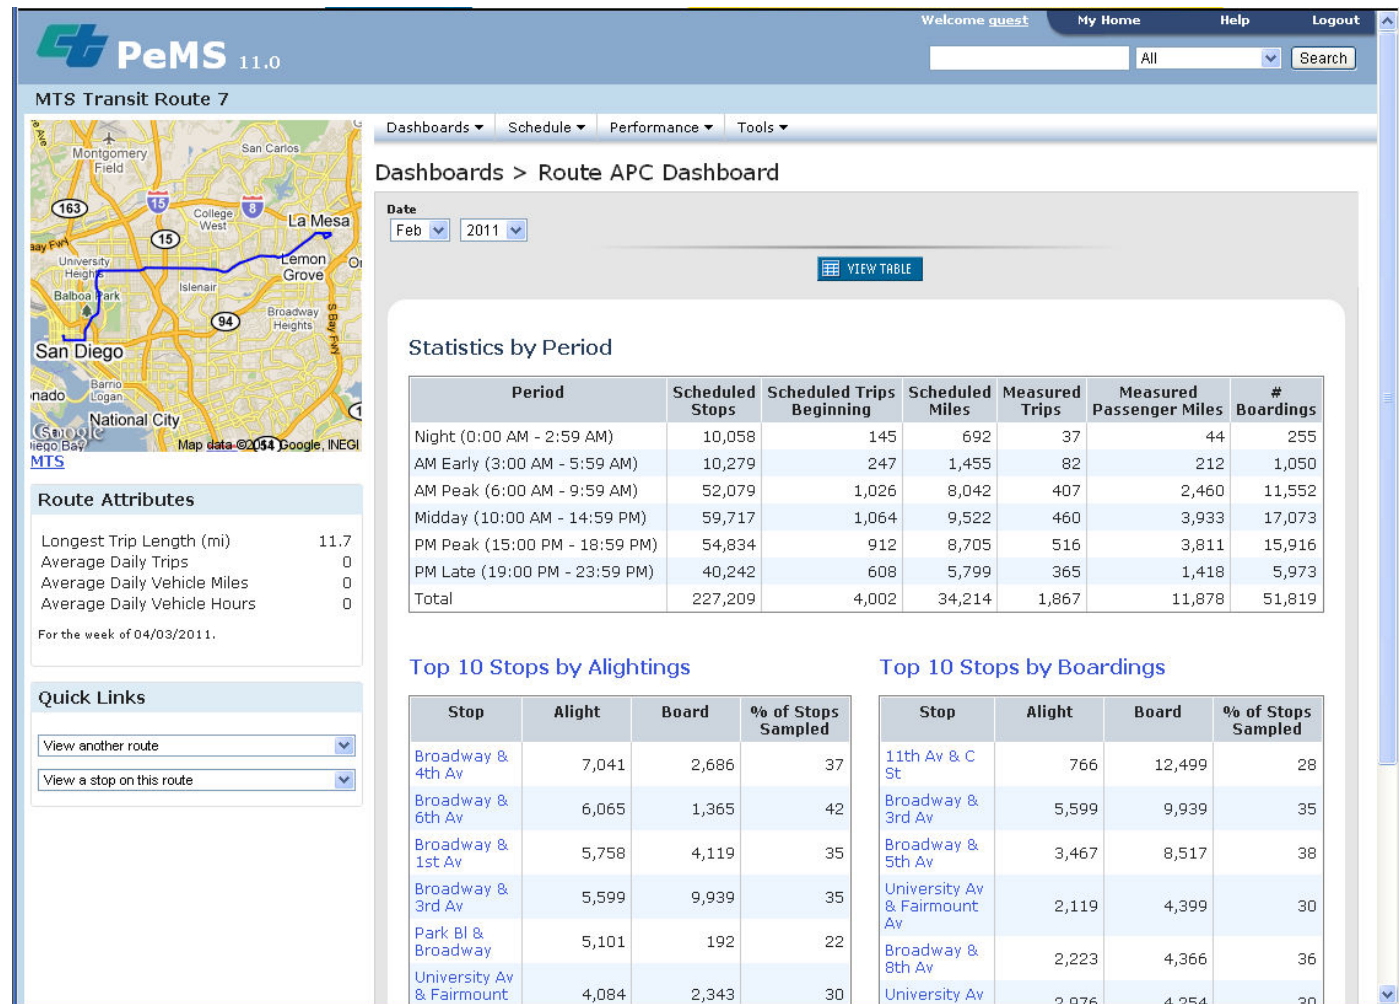 Welcome guest My Home Help Logout
PeMS 11.0
All Search
MTS Transit Route 7
Dashboards Schedule Performance Tools
Dashboards > Route APC Dashboard
Date
Feb 2011
VIEW TABLE
Montgomery
Field
San Carlos
163
15
8
College
West
La Mesa
15
University
Heights
Lemon
Grove
Islenair
Balboa Park
94
Broadway
Heights
S Bay Fwy
San Diego
Barrio
Logan
National City
Google
Map data ©2011 Google, INEGI
54
MTS
Route Attributes
Longest Trip Length (mi) 11.7
Average Daily Trips 0
Average Daily Vehicle Miles 0
Average Daily Vehicle Hours 0
For the week of 04/03/2011.
Quick Links
View another route
View a stop on this route
Statistics by Period
Period Scheduled Stops Scheduled Trips Beginning Scheduled Miles Measured Trips Measured Passenger Miles # Boardings
Night (0:00 AM - 2:59 AM) 10,058 145 692 37 44 255
AM Early (3:00 AM - 5:59 AM) 10,279 247 1,455 82 212 1,050
AM Peak (6:00 AM - 9:59 AM) 52,079 1,026 8,042 407 2,460 11,552
Midday (10:00 AM - 14:59 PM) 59,717 1,064 9,522 460 3,933 17,073
PM Peak (15:00 PM - 18:59 PM) 54,834 912 8,705 516 3,811 15,916
PM Late (19:00 PM - 23:59 PM) 40,242 608 5,799 365 1,418 5,973
Total 227,209 4,002 34,214 1,867 11,878 51,819
Top 10 Stops by Alightings
Stop Alight Board % of Stops Sampled
Broadway & 4th Av 7,041 2,686 37
Broadway & 6th Av 6,065 1,365 42
Broadway & 1st Av 5,758 4,119 35
Broadway & 3rd Av 5,599 9,939 35
Park Bl & Broadway 5,101 192 22
University Av & Fairmount 4,084 2,343 30
Top 10 Stops by Boardings
Stop Alight Board % of Stops Sampled
11th Av & C St 766 12,499 28
Broadway & 3rd Av 5,599 9,939 35
Broadway & 5th Av 3,467 8,517 38
University Av & Fairmount Av 2,119 4,399 30
Broadway & 8th Av 2,223 4,366 36
University Av 2,976 4,254 30